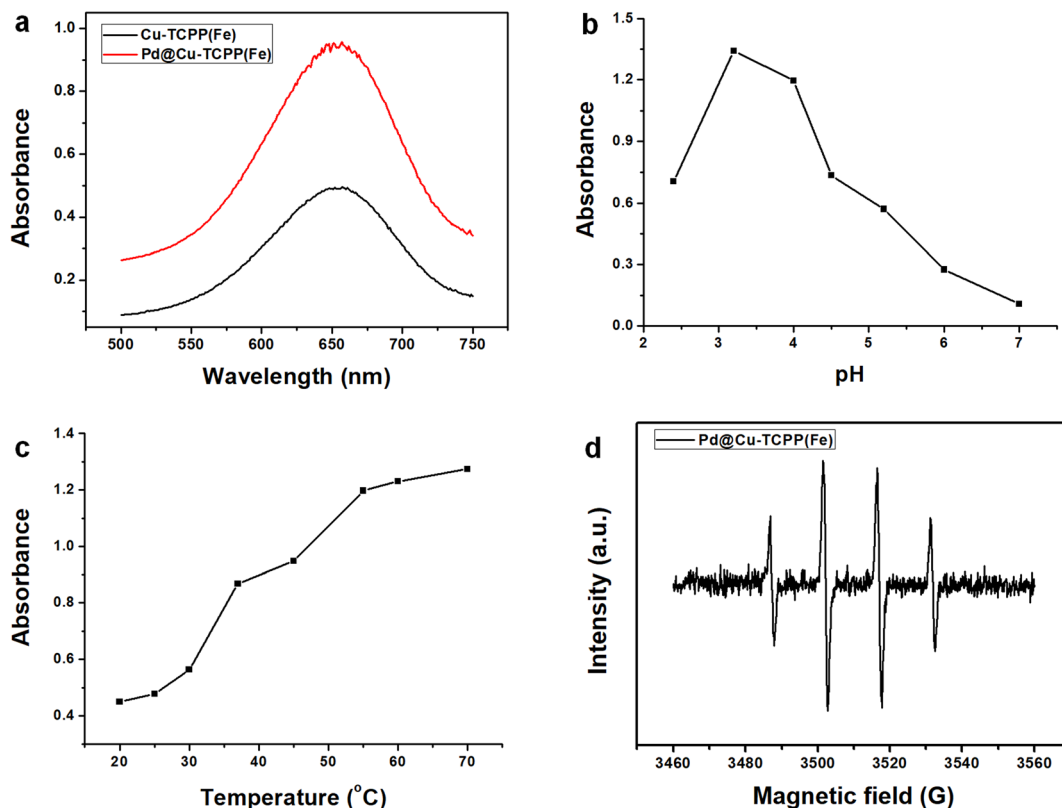 a
Cu-TCPP(Fe)
Pd@Cu-TCPP(Fe)
Absorbance
1.0
0.8
0.6
0.4
0.2
500 550 600 650 700 750
Wavelength (nm)
b
Absorbance
1.5
1.2
0.9
0.6
0.3
0.0
2 3 4 5 6 7
pH
c
Absorbance
1.4
1.2
1.0
0.8
0.6
0.4
20 30 40 50 60 70
Temperature (°C)
d
Pd@Cu-TCPP(Fe)
Intensity (a.u.)
3460 3480 3500 3520 3540 3560
Magnetic field (G)